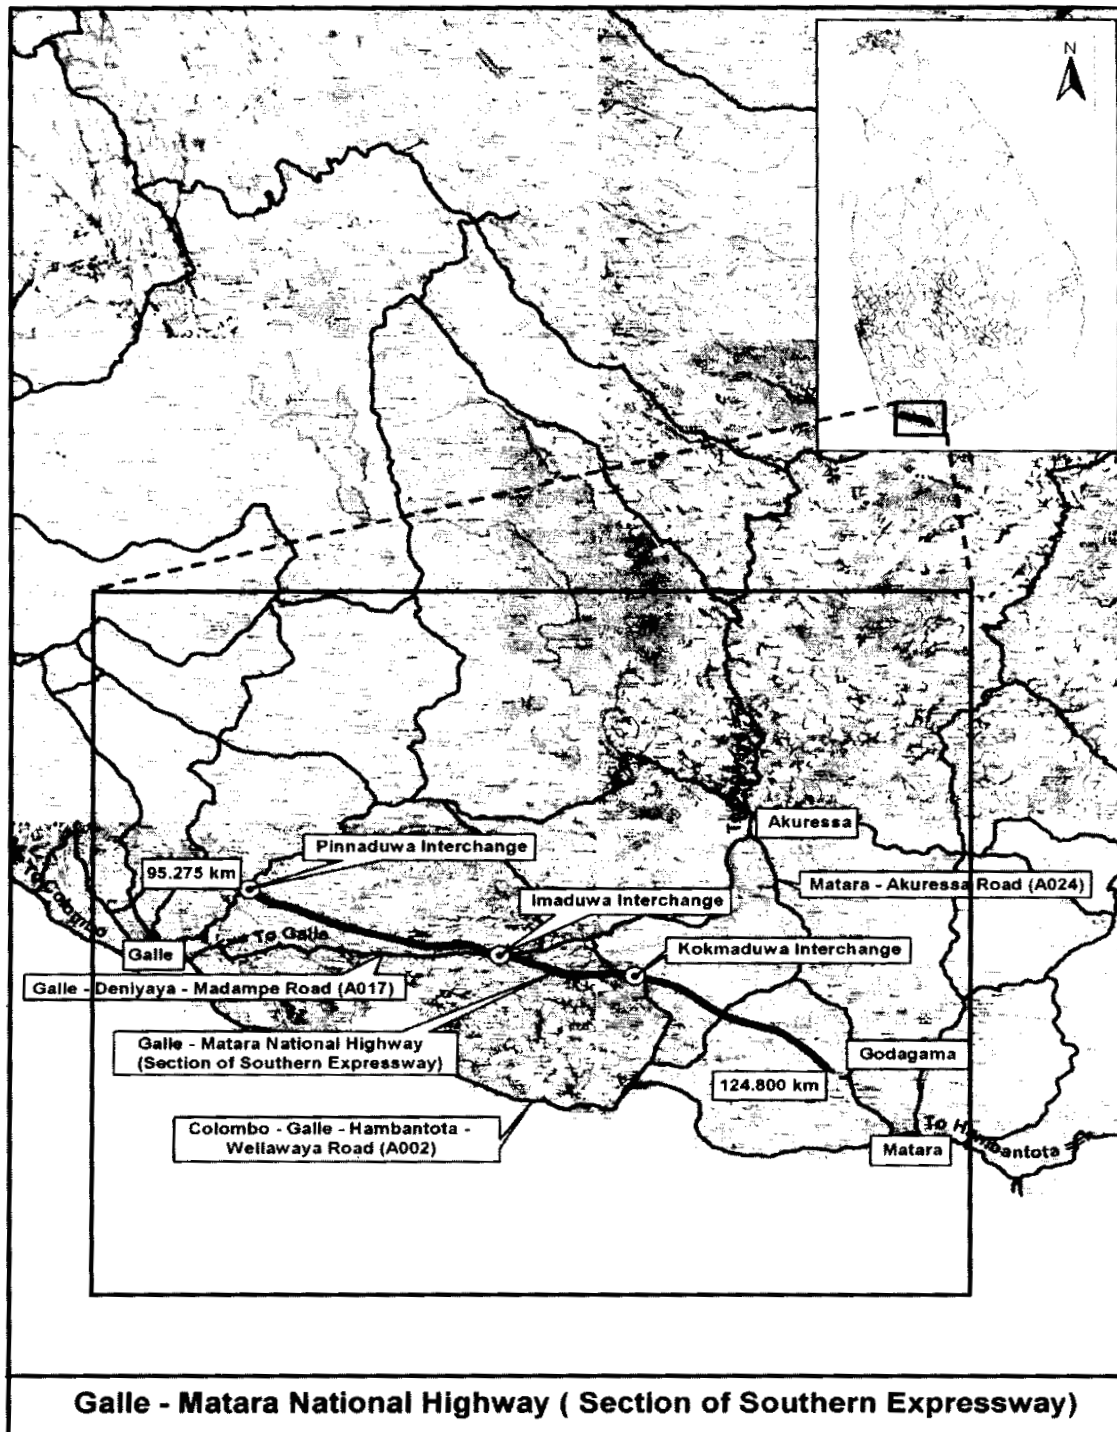 N
Akuressa
Pinnaduwa Interchange
95.275 km
Matara - Akuressa Road (A024)
Imaduwa Interchange
To Colombo
To Galle
Galle
Kokmaduwa Interchange
Galle - Deniyaya - Madampe Road (A017)
Galle - Matara National Highway
(Section of Southern Expressway)
Godagama
124.800 km
Colombo - Galle - Hambantota -
Wellawaya Road (A002)
To Hambantota
Matara
Galle - Matara National Highway ( Section of Southern Expressway)